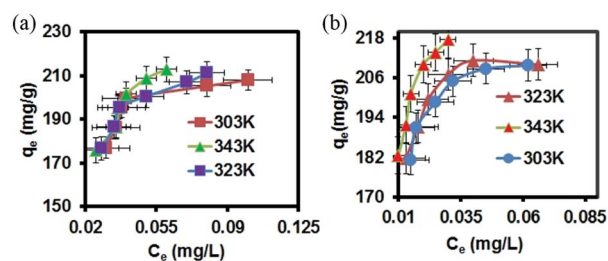 (a)
230
210
190
170
150
qe (mg/g)
303K
343K
323K
0.02 0.055 0.09 0.125
Ce (mg/L)
(b)
218
206
194
182
170
qe(mg/g)
323K
343K
303K
0.01 0.035 0.06 0.085
Ce (mg/L)